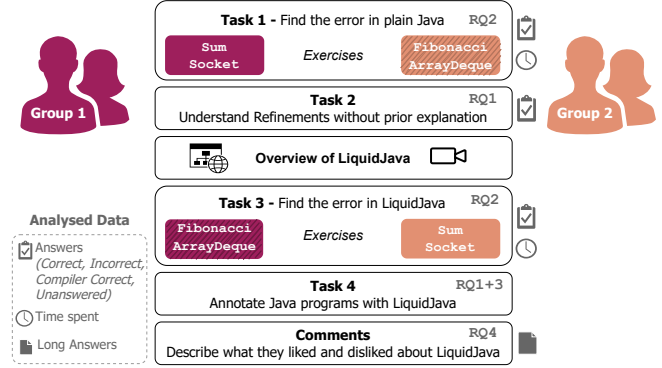 Task 1 - Find the error in plain Java RQ2
Sum
Socket
Exercises
Fibonacci
ArrayDeque
Group 1
Group 2
Task 2 RQ1
Understand Refinements without prior explanation
Overview of LiquidJava
Task 3 - Find the error in LiquidJava RQ2
Fibonacci
ArrayDeque
Exercises
Sum
Socket
Analysed Data
Answers
(Correct, Incorrect,
Compiler Correct,
Unanswered)
Time spent
Long Answers
Task 4 RQ1+3
Annotate Java programs with LiquidJava
Comments RQ4
Describe what they liked and disliked about LiquidJava